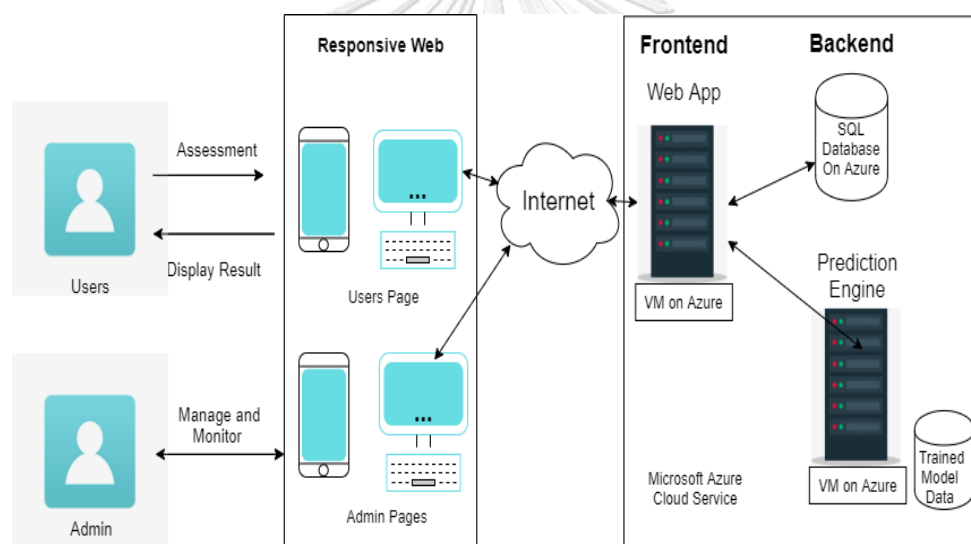 Responsive Web
Frontend
Backend
Web App
SQL
Database
On Azure
Assessment
Internet
Display Result
Users
Users Page
VM on Azure
Prediction
Engine
Manage and
Monitor
Microsoft Azure
Cloud Service
VM on Azure
Trained
Model
Data
Admin
Admin Pages